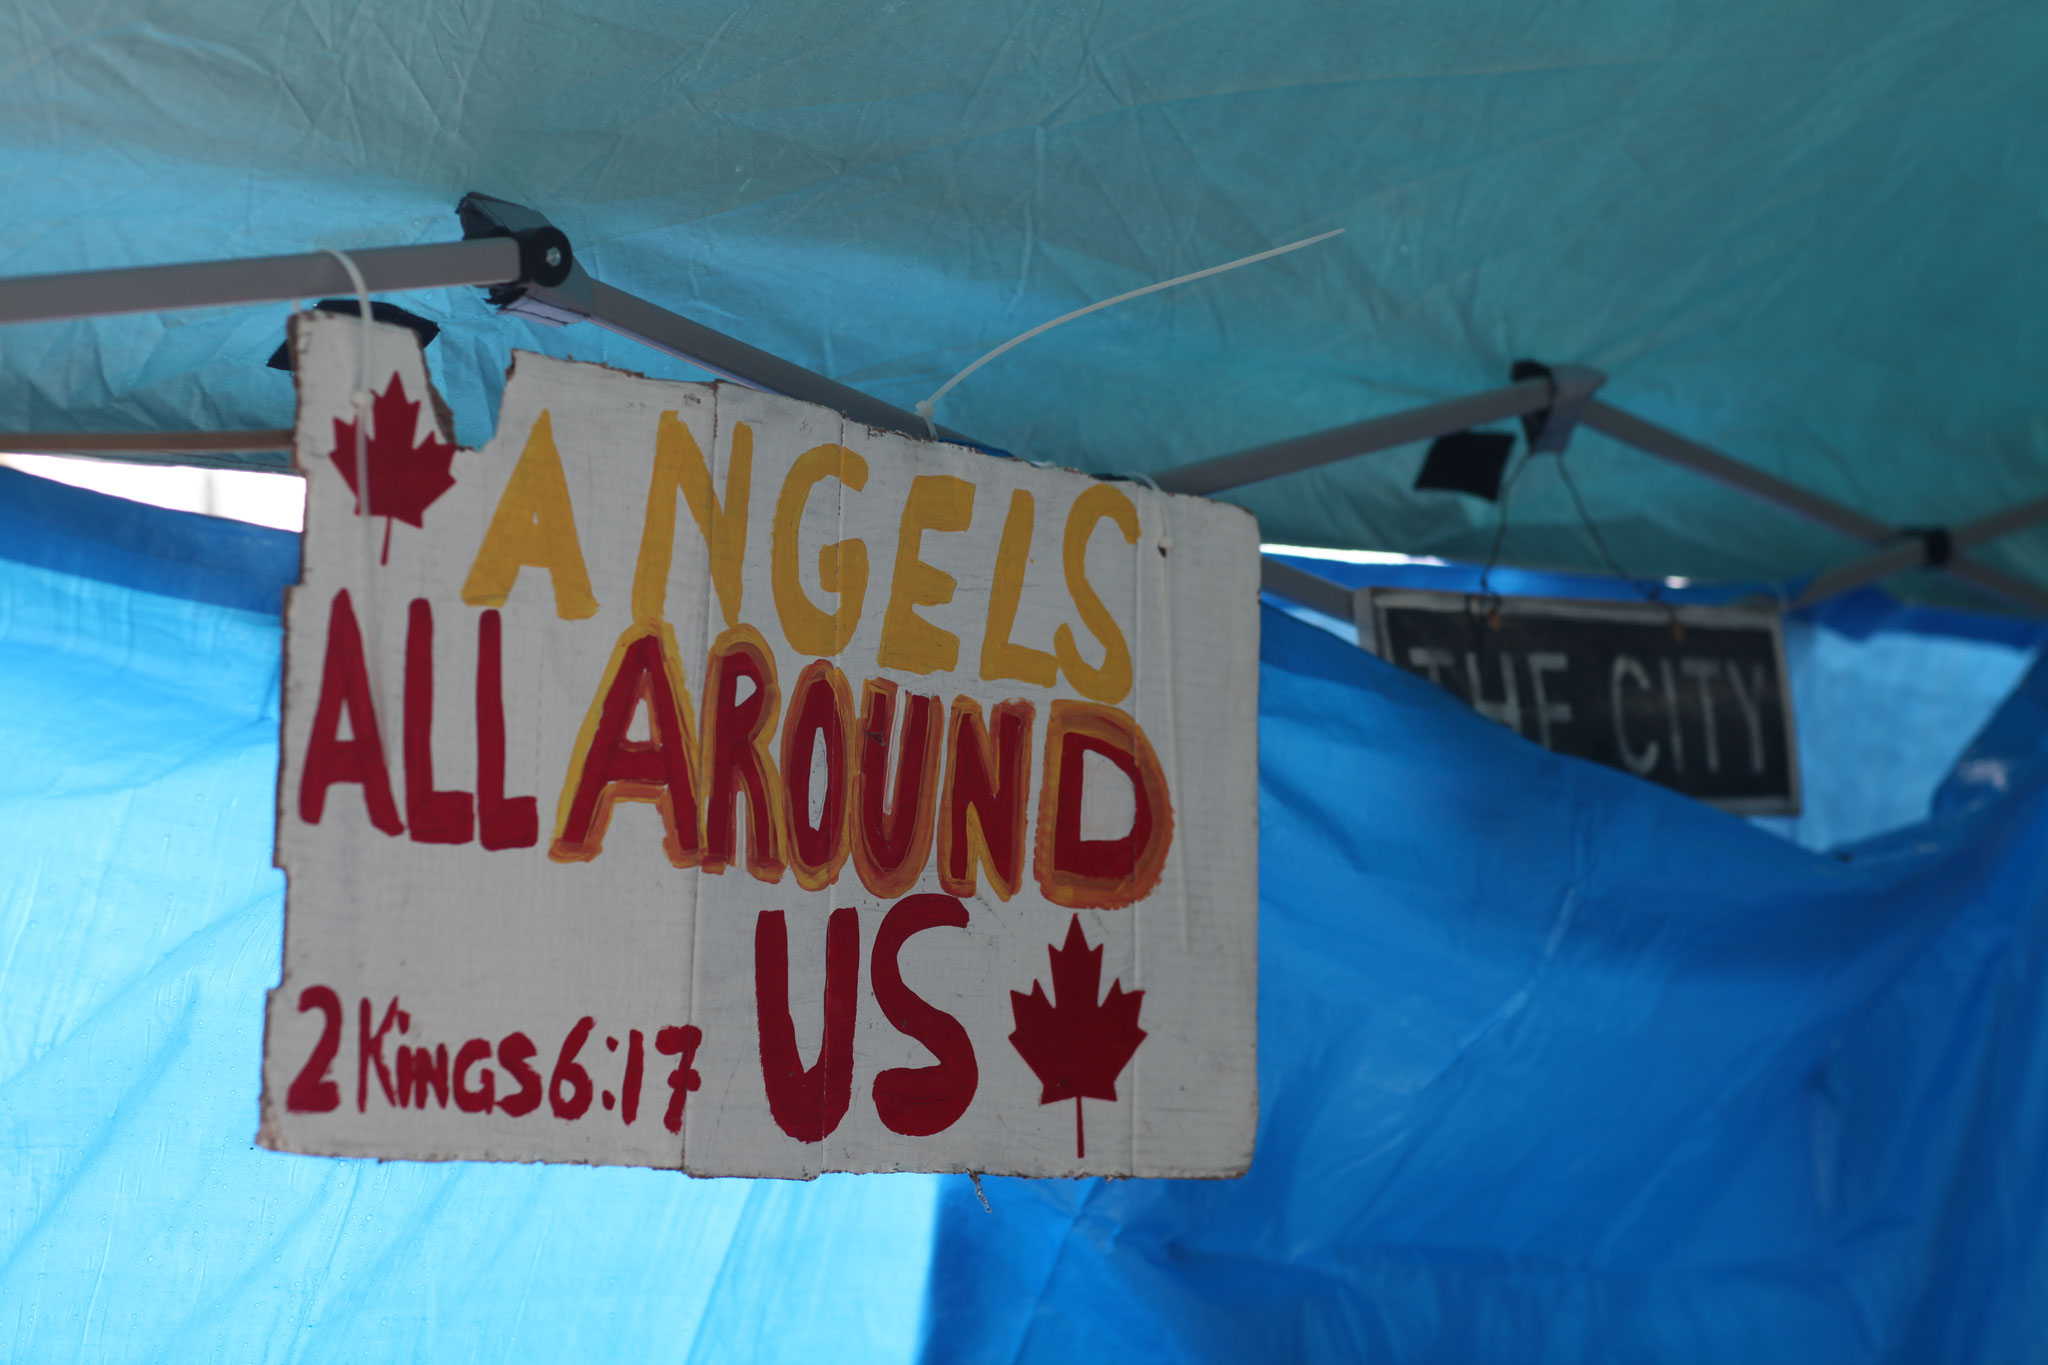 ANGELS
ALL AROUND
US
2 KINGS 6:17
THE CITY